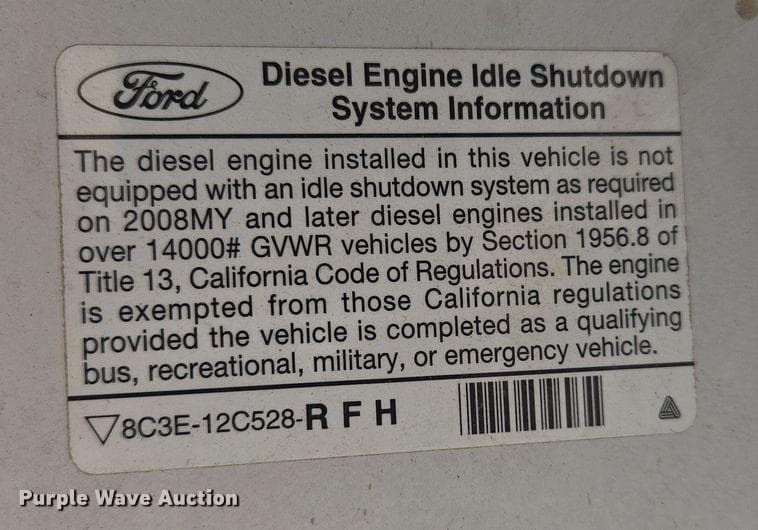 Ford
Diesel Engine Idle Shutdown
System Information
The diesel engine installed in this vehicle is not
equipped with an idle shutdown system as required
on 2008MY and later diesel engines installed in
over 14000# GVWR vehicles by Section 1956.8 of
Title 13, California Code of Regulations. The engine
is exempted from those California regulations
provided the vehicle is completed as a qualifying
bus, recreational, military, or emergency vehicle.
8C3E-12C528-R F H
Purple Wave Auction